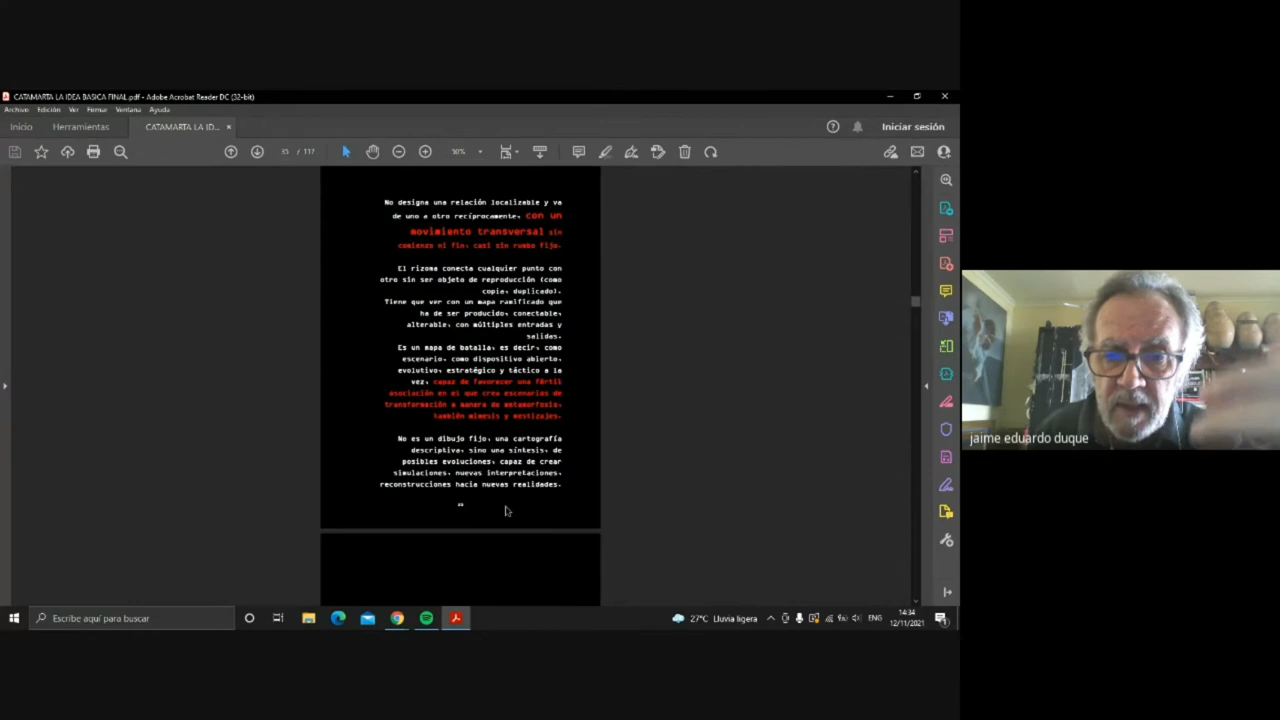 CATAMARTA LA IDEA BASICA FINAL.pdf - Adobe Acrobat Reader DC (32-bit)
Archivo Edición Ver Firmar Ventana Ayuda
Inicio Herramientas CATAMARTA LA ID... × Iniciar sesión
35 / 117 50%
No designa una relación localizable y va
de uno a otro recíprocamente, con un
movimiento transversal sin
comienzo ni fin, casi sin rumbo fijo.
El rizoma conecta cualquier punto con
otro sin ser objeto de reproducción (como
copia, duplicado).
Tiene que ver con un mapa ramificado que
ha de ser producido, conectable,
alterable, con múltiples entradas y
salidas.
Es un mapa de batalla, es decir, como
escenario, como dispositivo abierto,
evolutivo, estratégico y táctico a la
vez, capaz de favorecer una fértil
asociación en el que crea escenarios de
transformación a manera de metamorfosis,
también mímesis y mestizajes.
No es un dibujo fijo, una cartografía
descriptiva, sino una síntesis, de
posibles evoluciones, capaz de crear
simulaciones, nuevas interpretaciones,
reconstrucciones hacia nuevas realidades.
jaime eduardo duque
Escribe aquí para buscar
27°C Lluvia ligera ENG 14:34
12/11/2021